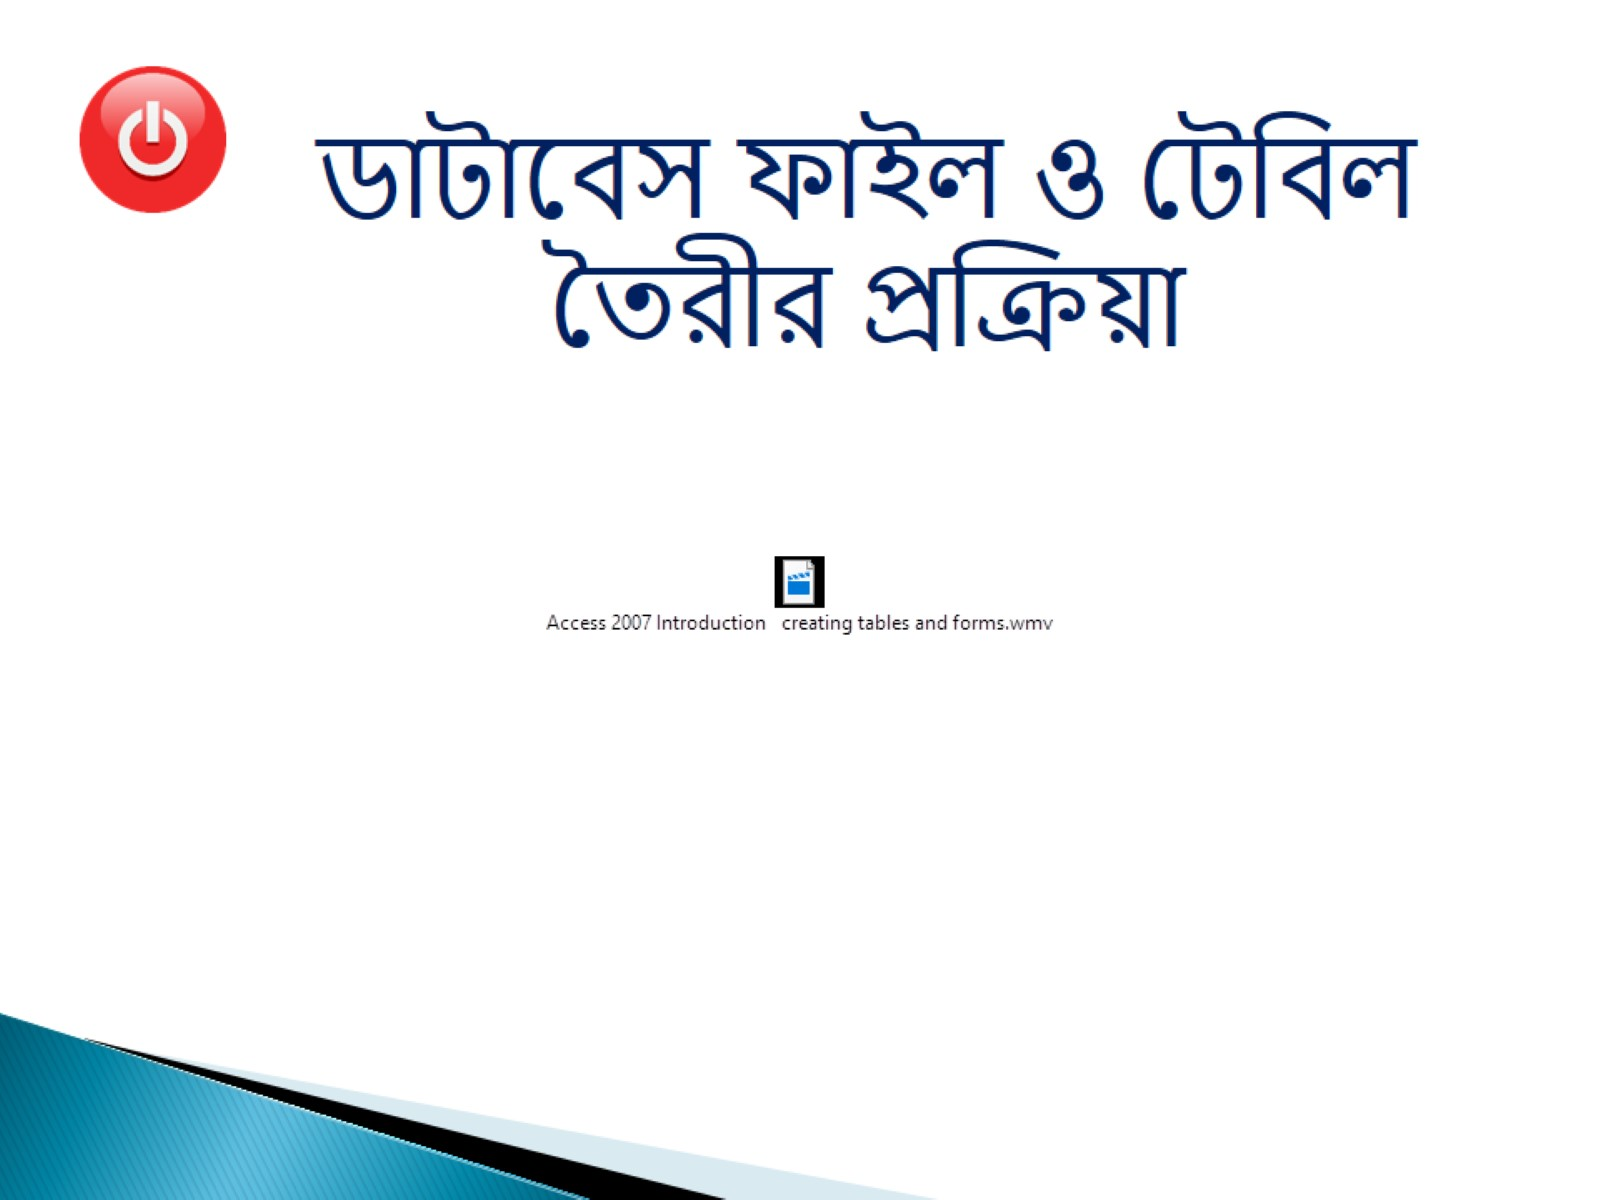 ডাটাবেস ফাইল ও টেবিল
তৈরীর প্রক্রিয়া
Access 2007 Introduction   creating tables and forms.wmv